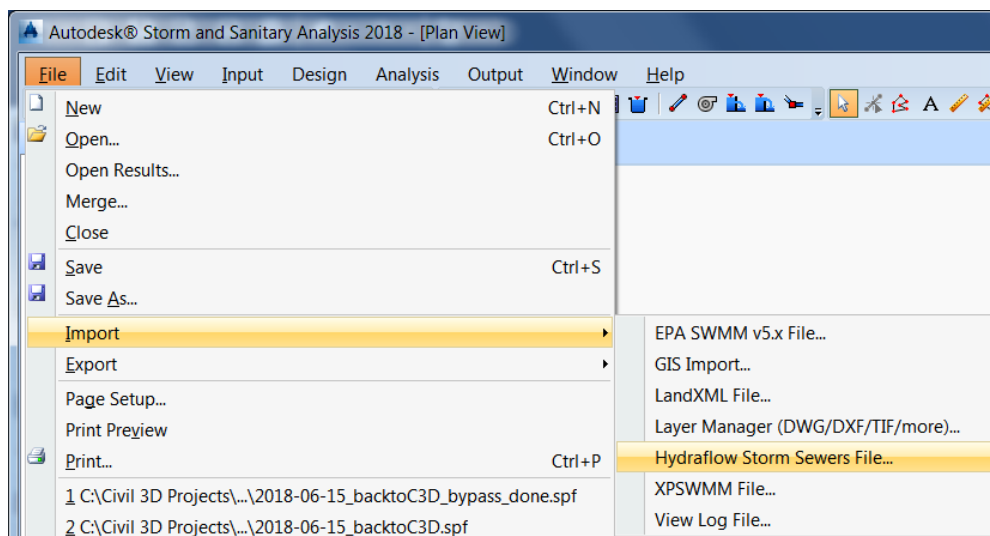 Autodesk® Storm and Sanitary Analysis 2018 - [Plan View]
File Edit View Input Design Analysis Output Window Help
New Ctrl+N
A
Open... Ctrl+O
Open Results...
Merge...
Close
Save Ctrl+S
Save As...
Import EPA SWMM v5.x File...
Export GIS Import...
Page Setup... LandXML File...
Print Preview Layer Manager (DWG/DXF/TIF/more)...
Print... Ctrl+P Hydraflow Storm Sewers File...
1 C:\Civil 3D Projects\...\2018-06-15_backtoC3D_bypass_done.spf XPSWMM File...
2 C:\Civil 3D Projects\...\2018-06-15_backtoC3D.spf View Log File...